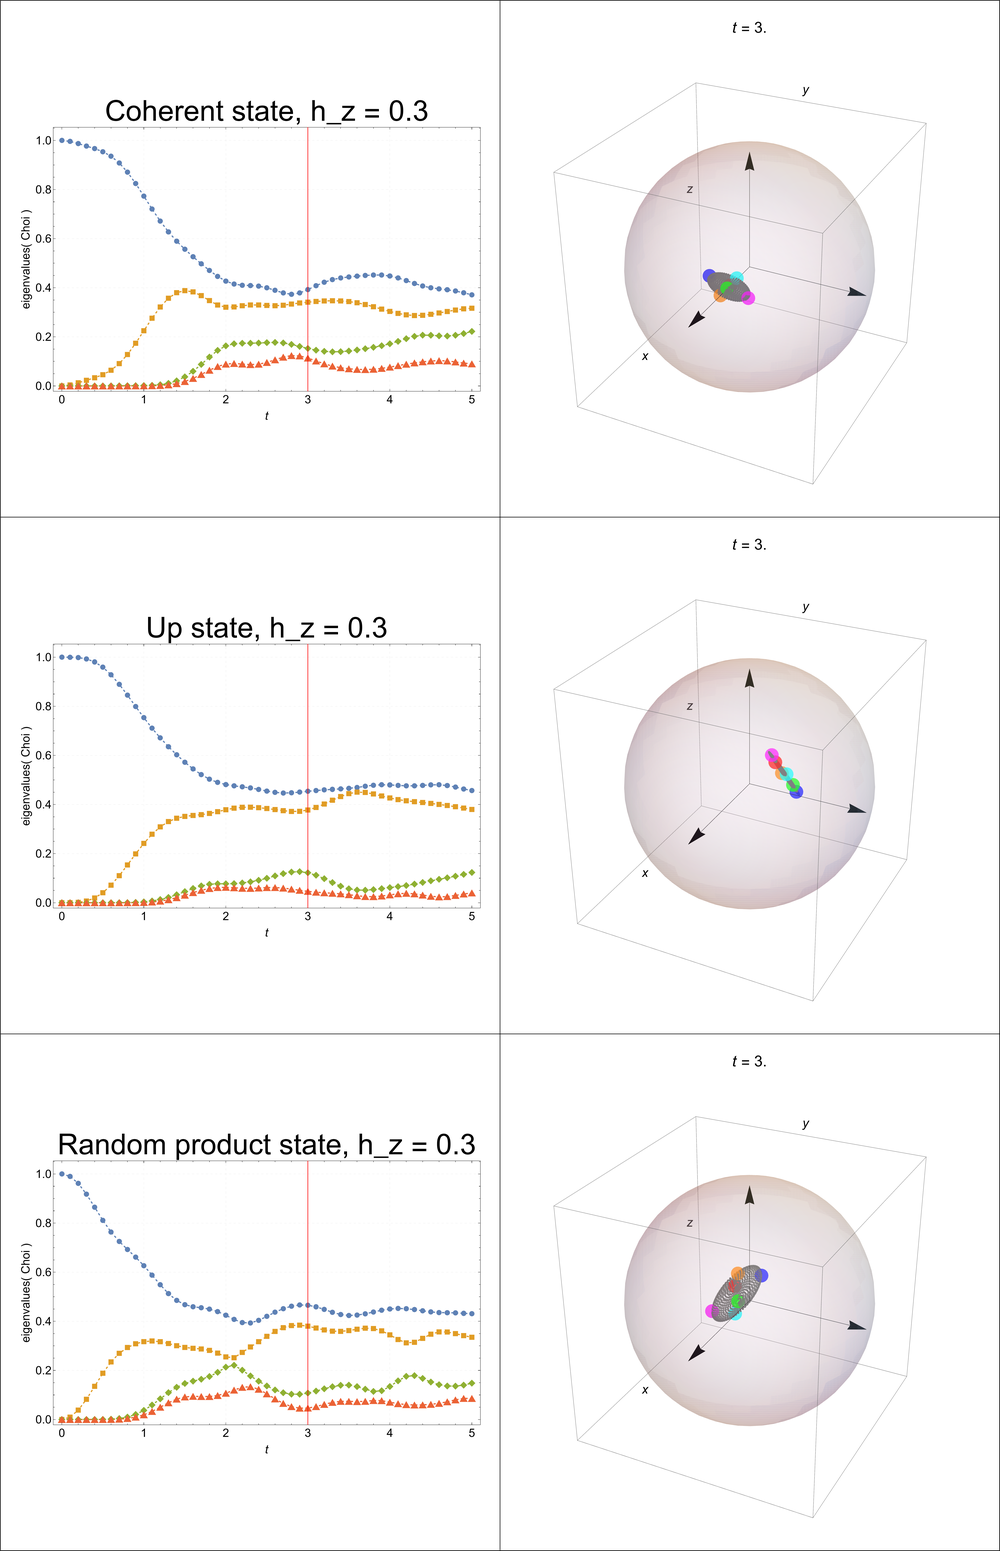 t = 3.
Coherent state, h_z = 0.3
eigenvalues( Choi )
1.0
0.8
0.6
0.4
0.2
0.0
0 1 2 3 4 5
t
y
z
x
t = 3.
Up state, h_z = 0.3
eigenvalues( Choi )
1.0
0.8
0.6
0.4
0.2
0.0
0 1 2 3 4 5
t
y
z
x
t = 3.
Random product state, h_z = 0.3
eigenvalues( Choi )
1.0
0.8
0.6
0.4
0.2
0.0
0 1 2 3 4 5
t
y
z
x